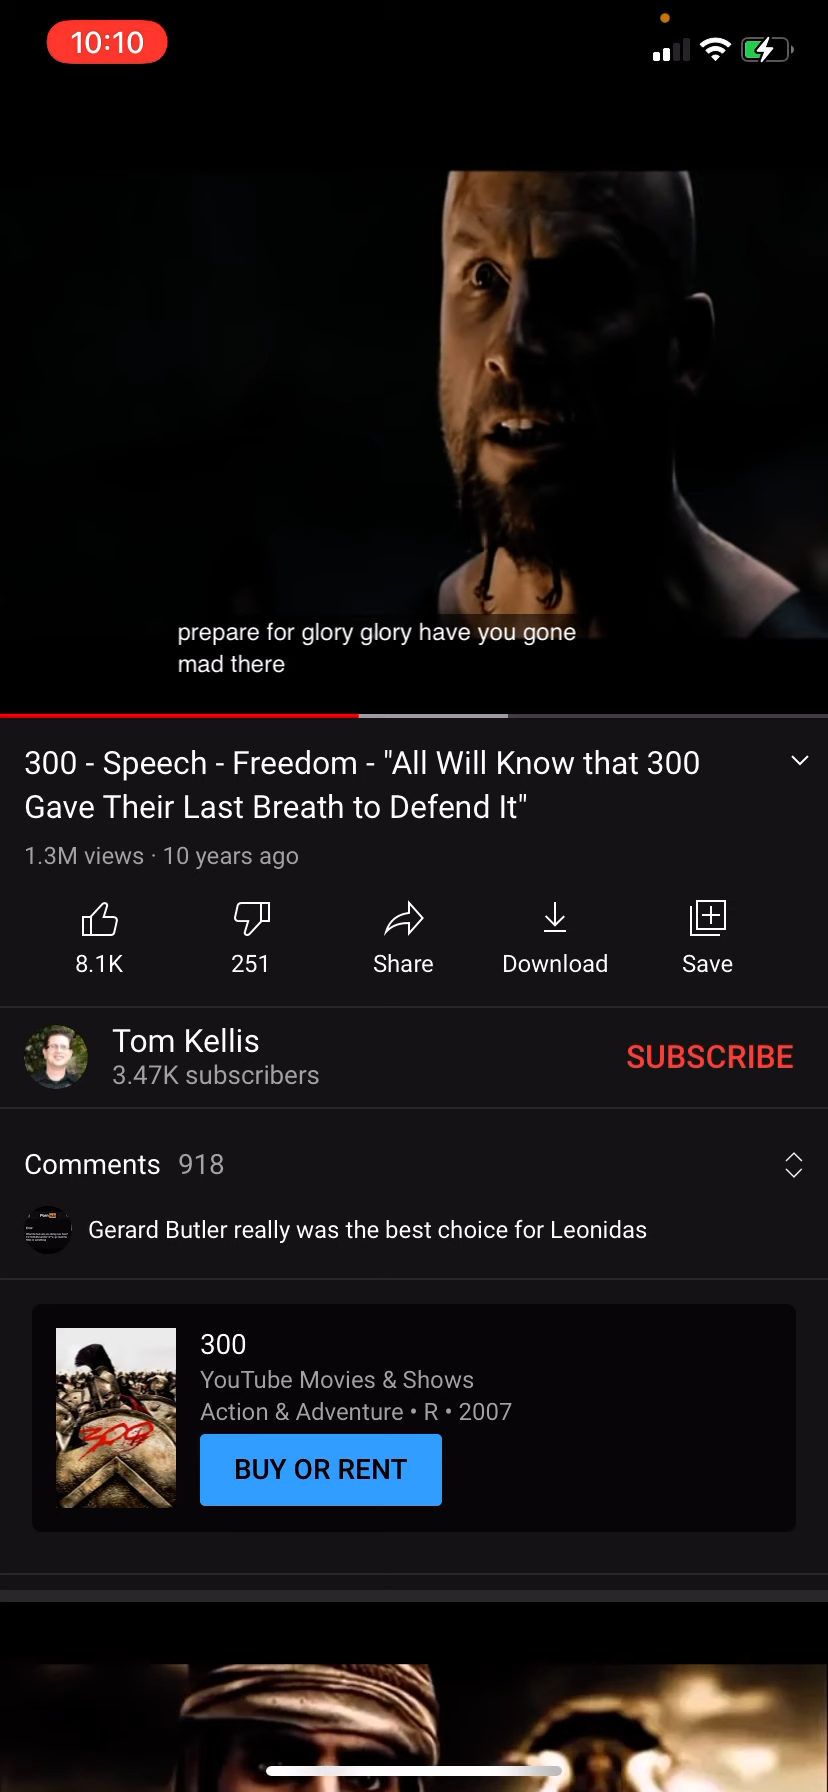 10:10
prepare for glory glory have you gone
mad there
300 - Speech - Freedom - "All Will Know that 300
Gave Their Last Breath to Defend It"
1.3M views · 10 years ago
8.1K
251
Share
Download
Save
Tom Kellis
3.47K subscribers
SUBSCRIBE
Comments 918
Gerard Butler really was the best choice for Leonidas
300
300
YouTube Movies & Shows
Action & Adventure • R • 2007
BUY OR RENT